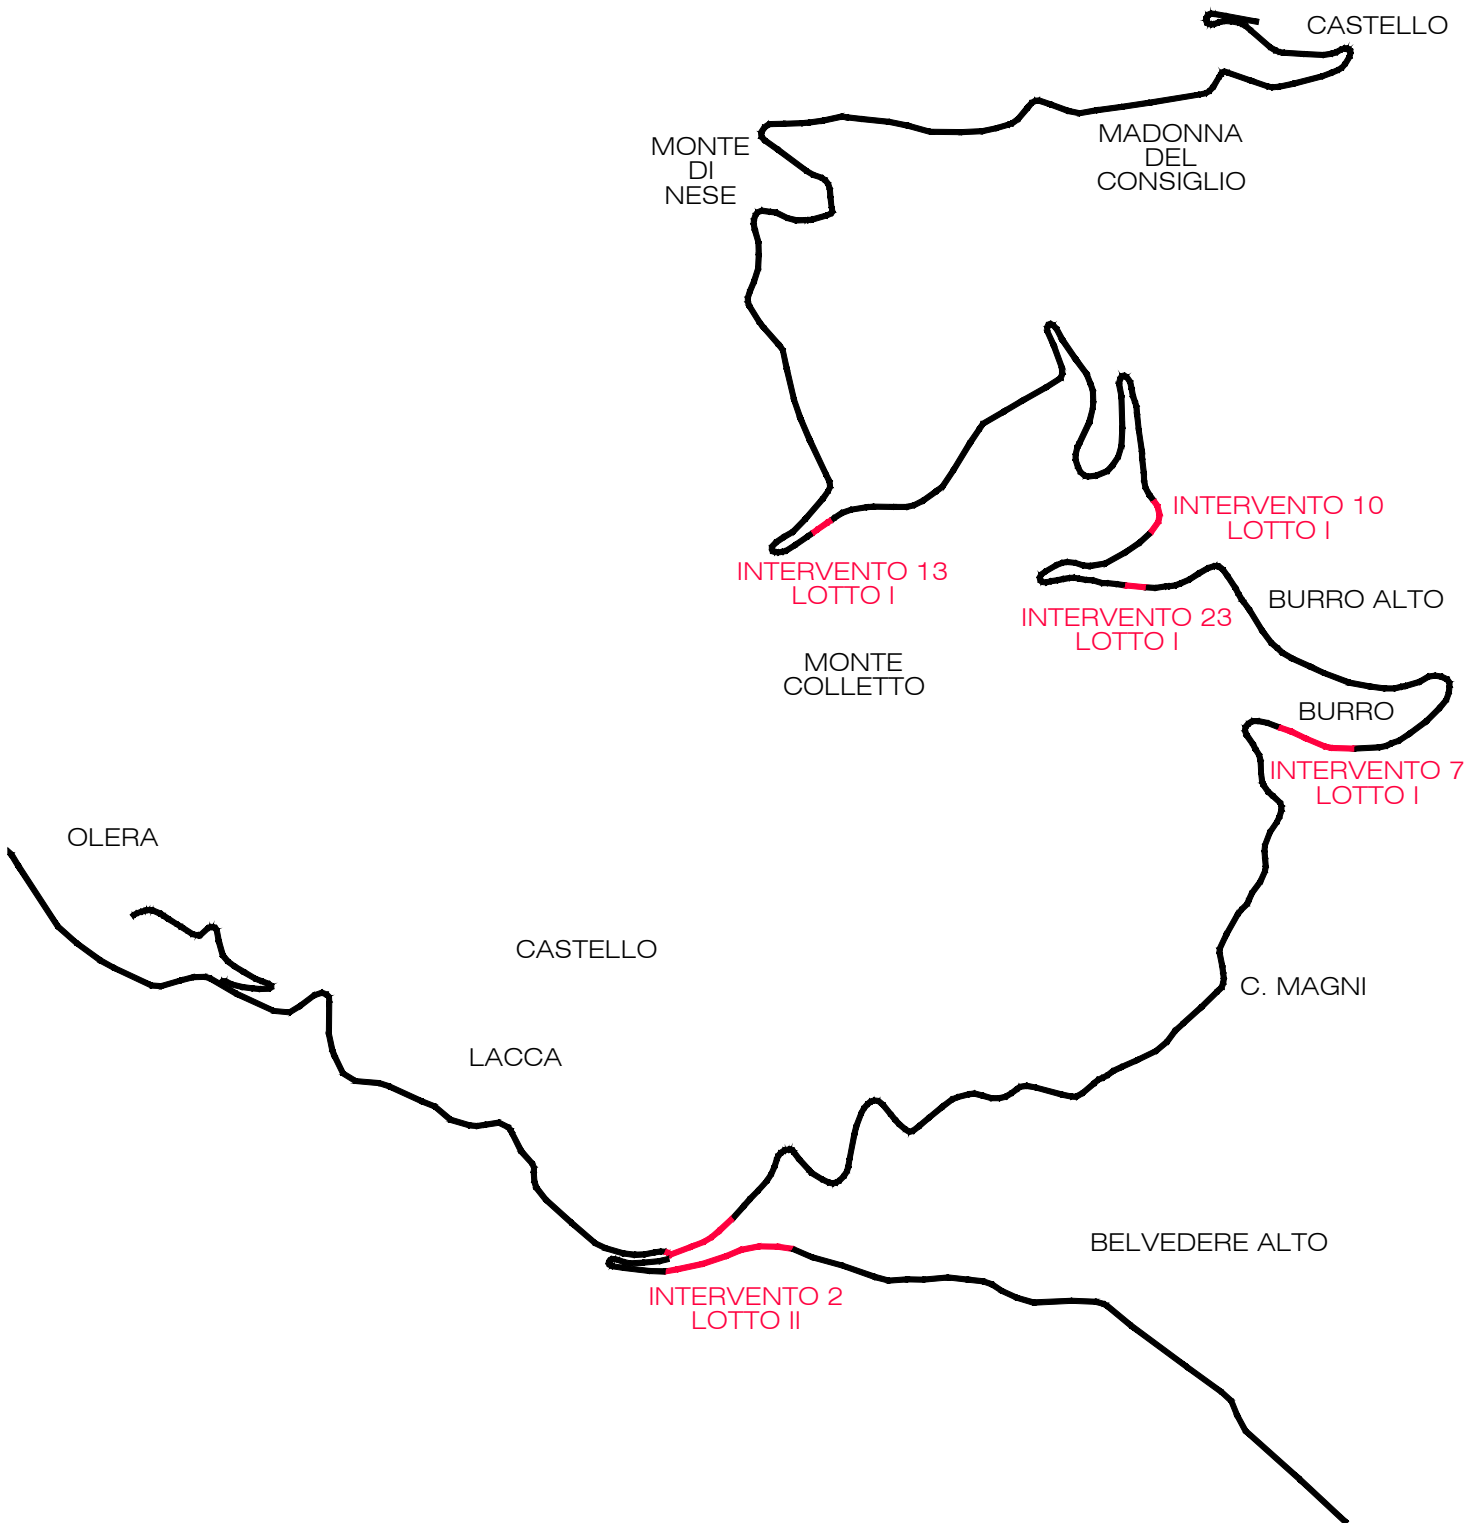 CASTELLO
MADONNA
DEL
CONSIGLIO
MONTE
DI
NESE
INTERVENTO 10
LOTTO I
INTERVENTO 13
LOTTO I
BURRO ALTO
INTERVENTO 23
LOTTO I
MONTE
COLLETTO
BURRO
INTERVENTO 7
LOTTO I
OLERA
CASTELLO
C. MAGNI
LACCA
BELVEDERE ALTO
INTERVENTO 2
LOTTO II